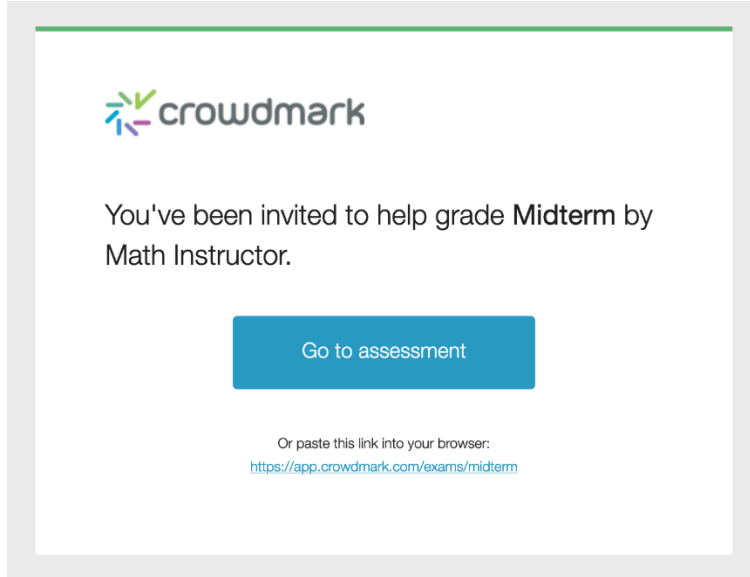 crowdmark
You've been invited to help grade Midterm by
Math Instructor.
Go to assessment
Or paste this link into your browser:
https://app.crowdmark.com/exams/midterm